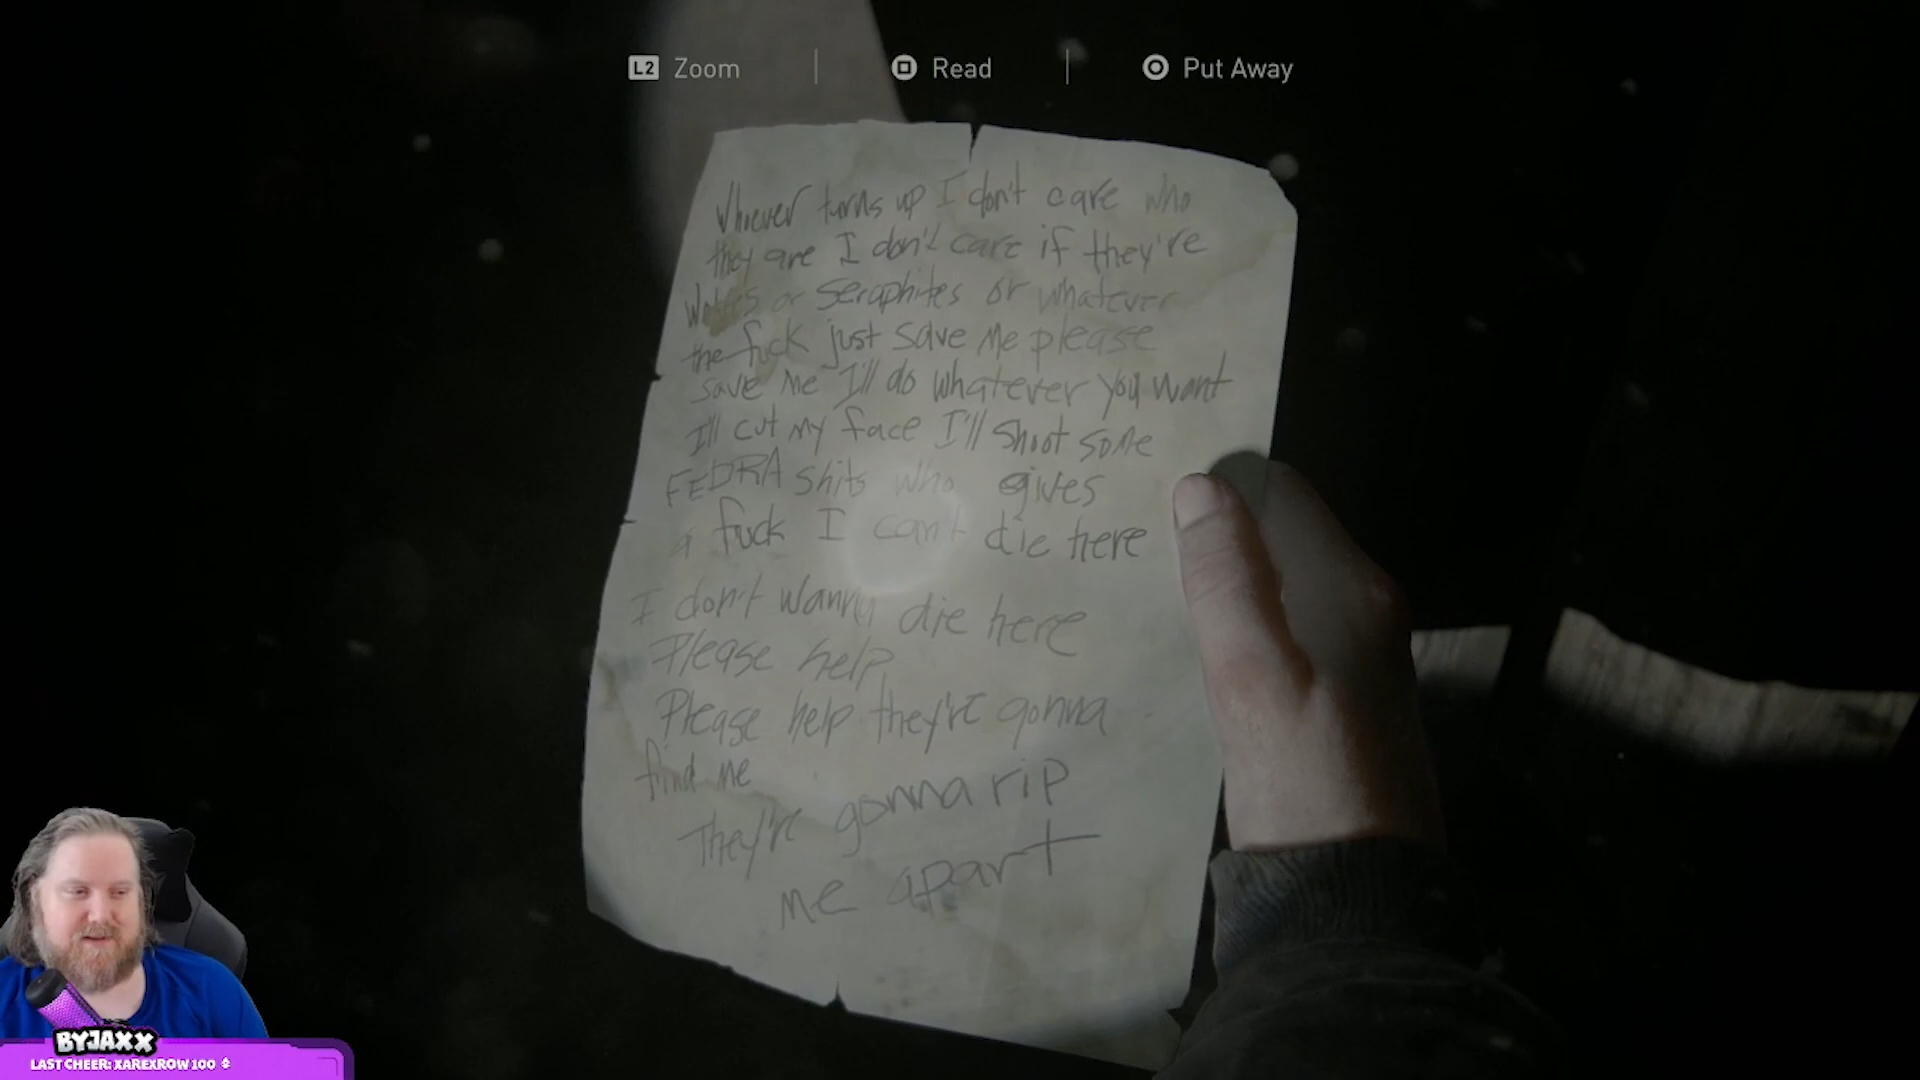 L2 Zoom | Read | Put Away
Whoever turns up I don't care who
they are I don't care if they're
Wolves or Seraphites or whatever
the fuck just save me please
save me I'll do whatever you want
I'll cut my face I'll shoot some
FEDRA shits who gives
a fuck I can't die here
I don't wanna die here
Please help
Please help they're gonna
find me
They're gonna rip
me apart
BYJAXX
LAST CHEER: XAREXROW 100